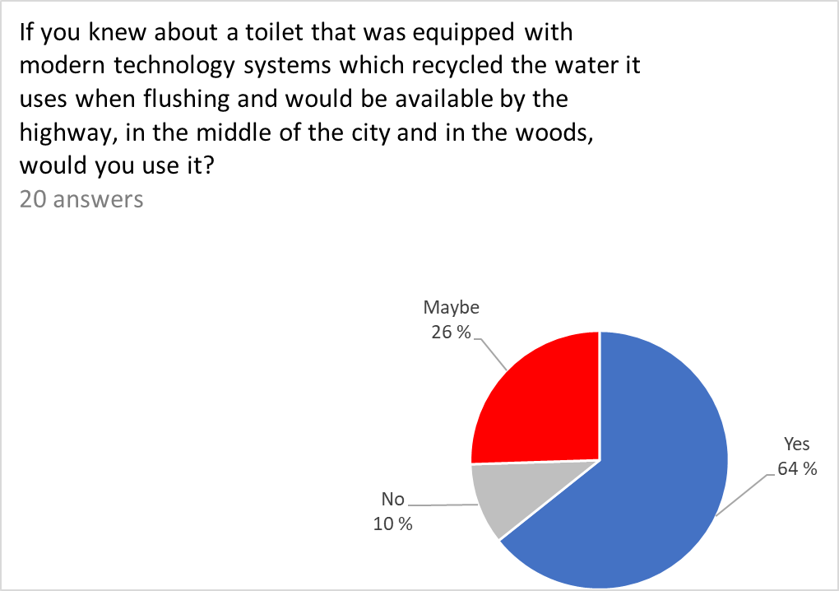 If you knew about a toilet that was equipped with
modern technology systems which recycled the water it
uses when flushing and would be available by the
highway, in the middle of the city and in the woods,
would you use it?
20 answers
Maybe
26 %
Yes
64 %
No
10 %